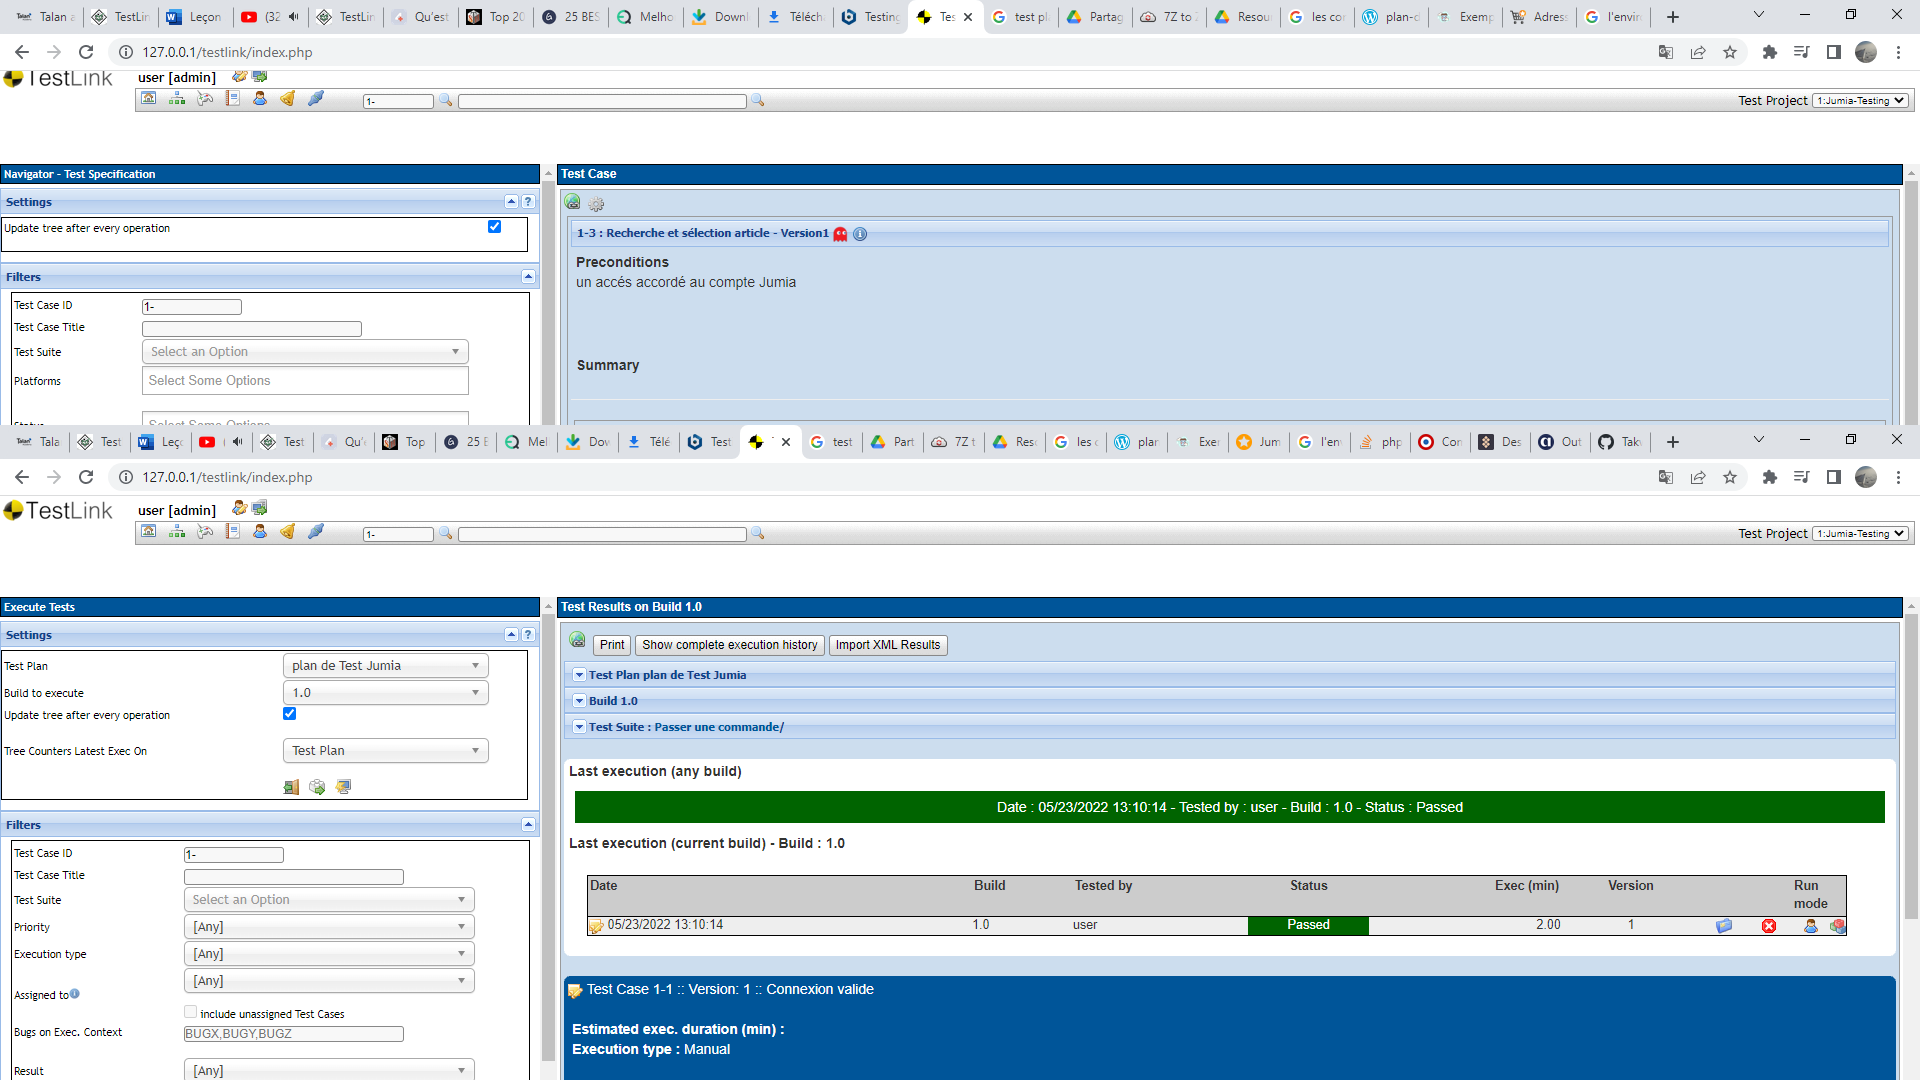 Talan a
TestLin
Leçon
(32
TestLin
Qu'est
Top 20
25 BES
Melho
Downl
Téléch
Testing
Tes
test pl
Partag
7Z to
Resou
les co
plan-d
Exemp
Adres
l'envir
127.0.0.1/testlink/index.php
TestLink
user [admin]
1-
Test Project 1:Jumia-Testing
Navigator - Test Specification
Settings
Update tree after every operation
Filters
Test Case ID 1-
Test Case Title
Test Suite Select an Option
Platforms Select Some Options
Test Case
1-3 : Recherche et sélection article - Version1
Preconditions
un accés accordé au compte Jumia
Summary
Tala
Test
Leç
Test
Qu'
Top
25 B
Mel
Dov
Télé
Test
test
Part
7Z t
Res
les c
plar
Exer
Jum
l'env
php
Cor
Des
Out
Tak
127.0.0.1/testlink/index.php
TestLink
user [admin]
1-
Test Project 1:Jumia-Testing
Execute Tests
Settings
Test Plan plan de Test Jumia
Build to execute 1.0
Update tree after every operation
Tree Counters Latest Exec On Test Plan
Filters
Test Case ID 1-
Test Case Title
Test Suite Select an Option
Priority [Any]
Execution type [Any]
[Any]
Assigned to
include unassigned Test Cases
Bugs on Exec. Context BUGX,BUGY,BUGZ
Result [Any]
Test Results on Build 1.0
Print Show complete execution history Import XML Results
Test Plan plan de Test Jumia
Build 1.0
Test Suite : Passer une commande/
Last execution (any build)
Date : 05/23/2022 13:10:14 - Tested by : user - Build : 1.0 - Status : Passed
Last execution (current build) - Build : 1.0
Date Build Tested by Status Exec (min) Version Run mode
05/23/2022 13:10:14 1.0 user Passed 2.00 1
Test Case 1-1 :: Version: 1 :: Connexion valide
Estimated exec. duration (min) :
Execution type : Manual